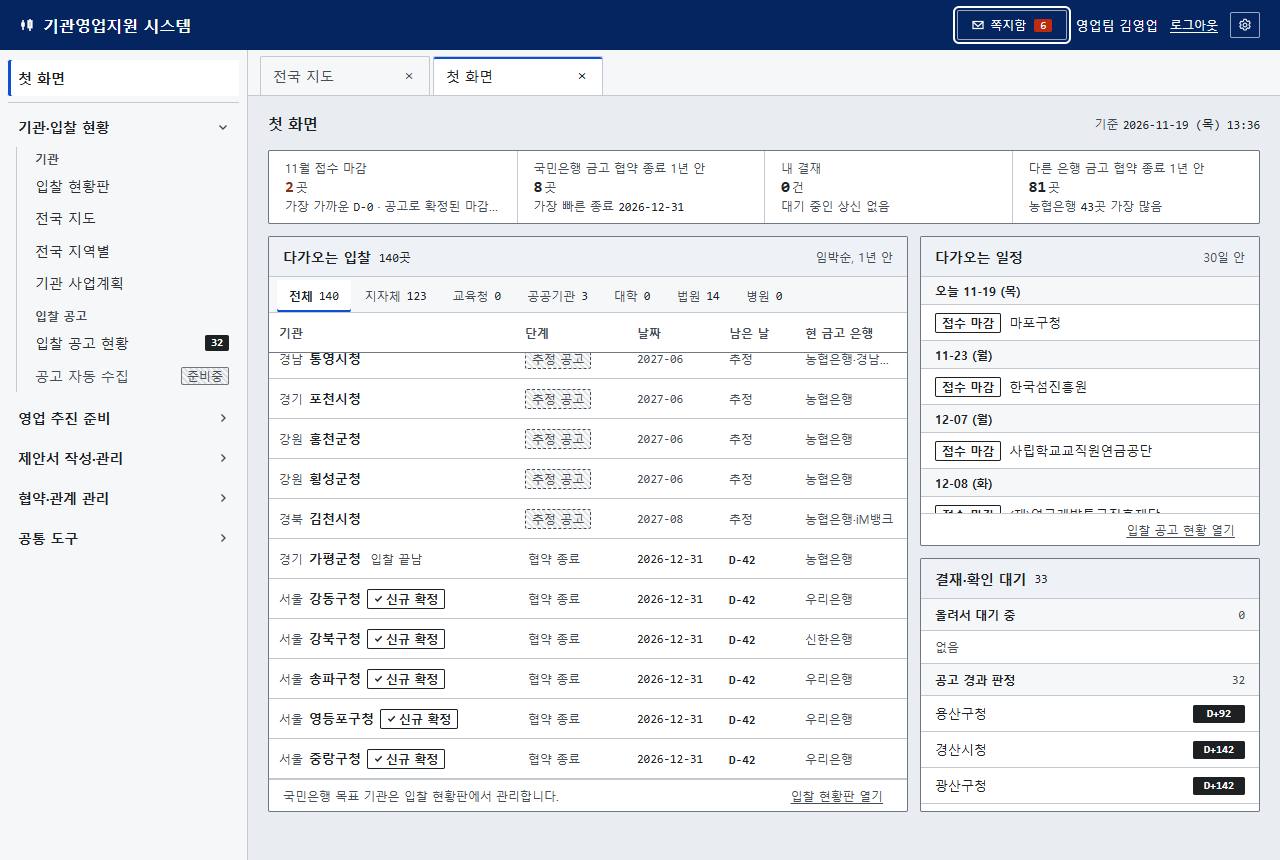 기관영업지원 시스템
쪽지함 6
영업팀 김영업
로그아웃
첫 화면
기관·입찰 현황
기관
입찰 현황판
전국 지도
전국 지역별
기관 사업계획
입찰 공고
입찰 공고 현황 32
공고 자동 수집 준비중
영업 추진 준비
제안서 작성·관리
협약·관계 관리
공통 도구
전국 지도 ×
첫 화면 ×
첫 화면
기준 2026-11-19 (목) 13:36
11월 접수 마감
2곳
가장 가까운 D-0 · 공고로 확정된 마감…
국민은행 금고 협약 종료 1년 안
8곳
가장 빠른 종료 2026-12-31
내 결재
0건
대기 중인 상신 없음
다른 은행 금고 협약 종료 1년 안
81곳
농협은행 43곳 가장 많음
다가오는 입찰 140곳
임박순, 1년 안
전체 140 지자체 123 교육청 0 공공기관 3 대학 0 법원 14 병원 0
기관 단계 날짜 남은 날 현 금고 은행
경남 통영시청 추정 공고 2027-06 추정 농협은행·경남…
경기 포천시청 추정 공고 2027-06 추정 농협은행
강원 홍천군청 추정 공고 2027-06 추정 농협은행
강원 횡성군청 추정 공고 2027-06 추정 농협은행
경북 김천시청 추정 공고 2027-08 추정 농협은행·iM뱅크
경기 가평군청 입찰 끝남 협약 종료 2026-12-31 D-42 농협은행
서울 강동구청 ✓ 신규 확정 협약 종료 2026-12-31 D-42 우리은행
서울 강북구청 ✓ 신규 확정 협약 종료 2026-12-31 D-42 신한은행
서울 송파구청 ✓ 신규 확정 협약 종료 2026-12-31 D-42 우리은행
서울 영등포구청 ✓ 신규 확정 협약 종료 2026-12-31 D-42 우리은행
서울 중랑구청 ✓ 신규 확정 협약 종료 2026-12-31 D-42 우리은행
국민은행 목표 기관은 입찰 현황판에서 관리합니다.
입찰 현황판 열기
다가오는 일정
30일 안
오늘 11-19 (목)
접수 마감 마포구청
11-23 (월)
접수 마감 한국섬진흥원
12-07 (월)
접수 마감 사립학교교직원연금공단
12-08 (화)
접수 마감
입찰 공고 현황 열기
결재·확인 대기 33
올려서 대기 중 0
없음
공고 경과 판정 32
용산구청 D+92
경산시청 D+142
광산구청 D+142